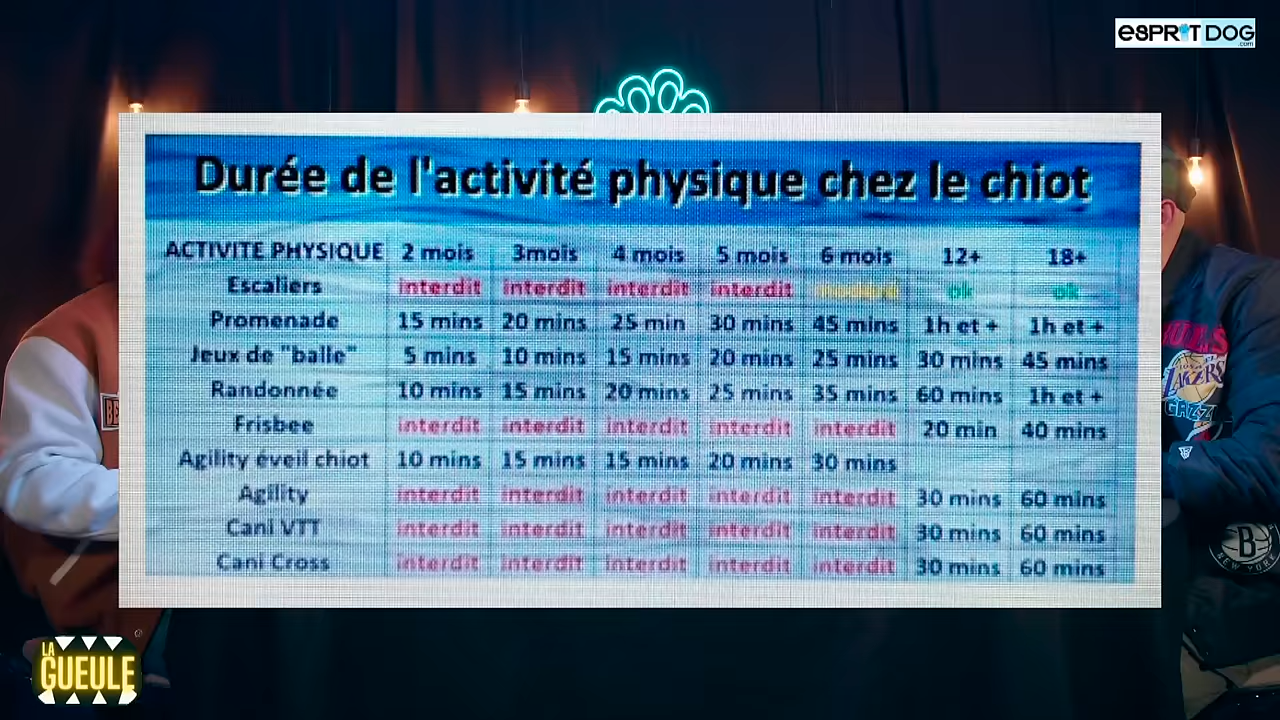 ESPRIT DOG
.com
Durée de l'activité physique chez le chiot
ACTIVITE PHYSIQUE 2 mois 3mois 4 mois 5 mois 6 mois 12+ 18+
Escaliers interdit interdit interdit interdit modéré ok ok
Promenade 15 mins 20 mins 25 min 30 mins 45 mins 1h et + 1h et +
Jeux de "balle" 5 mins 10 mins 15 mins 20 mins 25 mins 30 mins 45 mins
Randonnée 10 mins 15 mins 20 mins 25 mins 35 mins 60 mins 1h et +
Frisbee interdit interdit interdit interdit interdit 20 min 40 mins
Agility éveil chiot 10 mins 15 mins 15 mins 20 mins 30 mins
Agility interdit interdit interdit interdit interdit 30 mins 60 mins
Cani VTT interdit interdit interdit interdit interdit 30 mins 60 mins
Cani Cross interdit interdit interdit interdit interdit 30 mins 60 mins
LAKERS
B
NEW YORK
LA
GUEULE